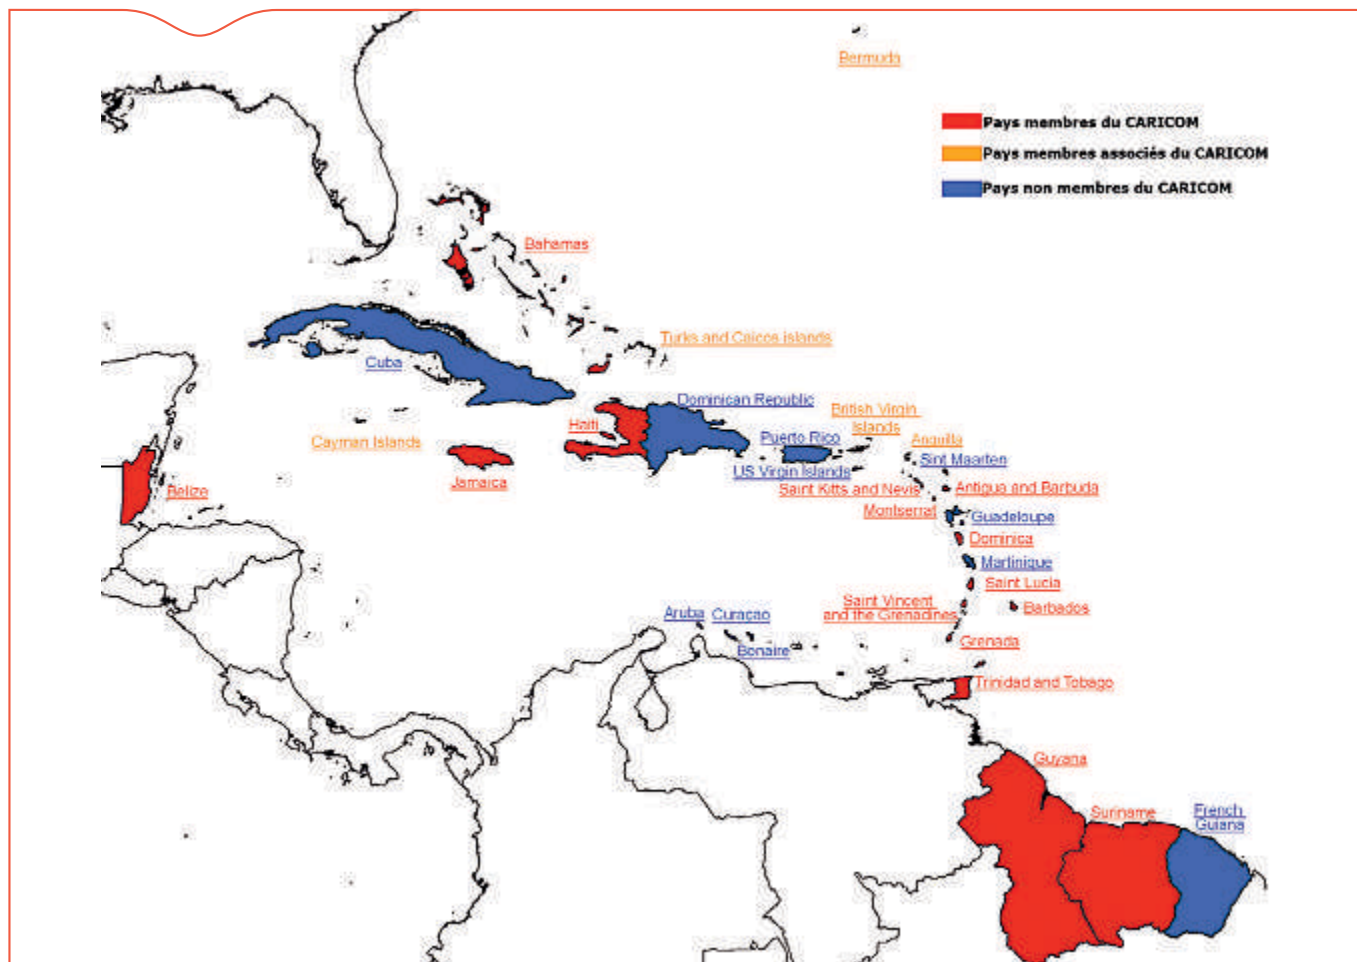 Bermuda
Pays membres du CARICOM
Pays membres associés du CARICOM
Pays non membres du CARICOM
Bahamas
Turks and Caicos islands
Cuba
Dominican Republic
British Virgin
Islands
Haiti
Cayman Islands
Puerto Rico
Anguilla
Sint Maarten
US Virgin Islands
Jamaica
Saint Kitts and Nevis
Antigua and Barbuda
Belize
Montserrat
Guadeloupe
Dominica
Martinique
Saint Lucia
Saint Vincent
and the Grenadines
Barbados
Aruba
Curaçao
Bonaire
Grenada
Trinidad and Tobago
Guyana
Suriname
French
Guiana